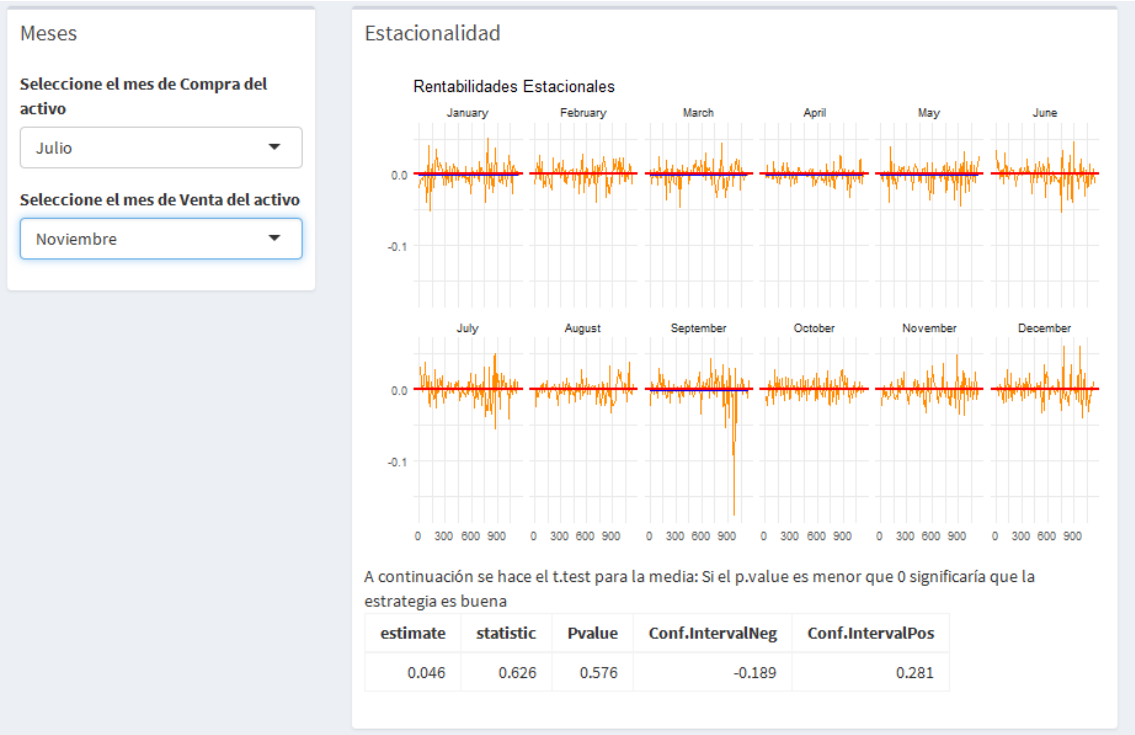 Meses
Seleccione el mes de Compra del
activo
Julio
Seleccione el mes de Venta del activo
Noviembre
Estacionalidad
Rentabilidades Estacionales
January February March April May June
0.0
-0.1
July August September October November December
0.0
-0.1
0 300 600 900 0 300 600 900 0 300 600 900 0 300 600 900 0 300 600 900 0 300 600 900
A continuación se hace el t.test para la media: Si el p.value es menor que 0 significaría que la
estrategia es buena
estimate statistic Pvalue Conf.IntervalNeg Conf.IntervalPos
0.046 0.626 0.576 -0.189 0.281